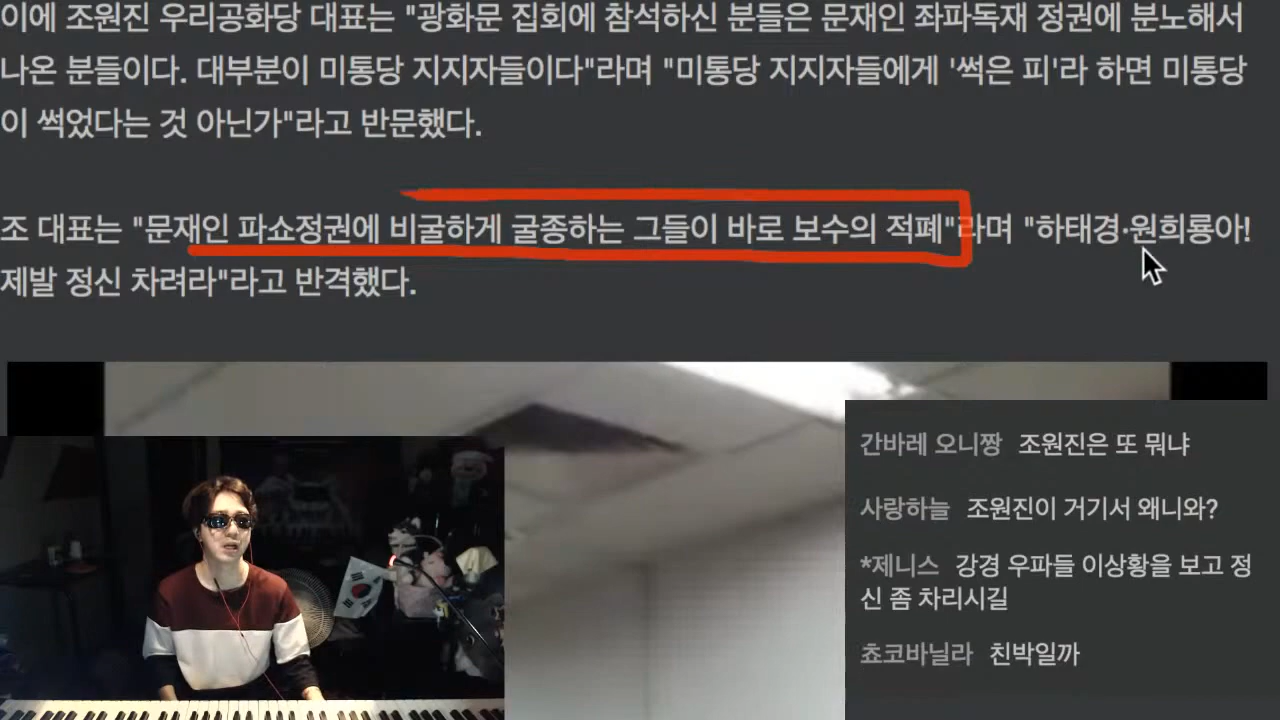 이에 조원진 우리공화당 대표는 "광화문 집회에 참석하신 분들은 문재인 좌파독재 정권에 분노해서
나온 분들이다. 대부분이 미통당 지지자들이다"라며 "미통당 지지자들에게 '썩은 피'라 하면 미통당
이 썩었다는 것 아닌가"라고 반문했다.
조 대표는 "문재인 파쇼정권에 비굴하게 굴종하는 그들이 바로 보수의 적폐"라며 "하태경·원희룡아!
제발 정신 차려라"라고 반격했다.
간바레 오니짱 조원진은 또 뭐냐
사랑하늘 조원진이 거기서 왜니와?
*제니스 강경 우파들 이상황을 보고 정
신 좀 차리시길
쵸코바닐라 친박일까